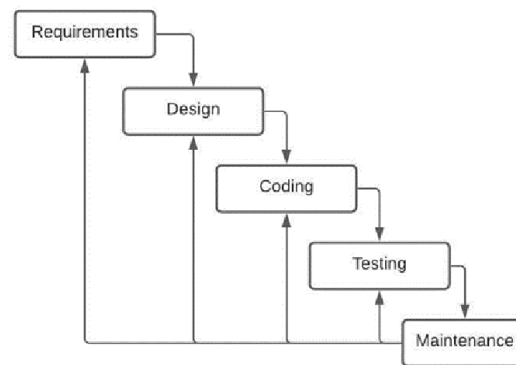 Requirements
Design
Coding
Testing
Maintenance